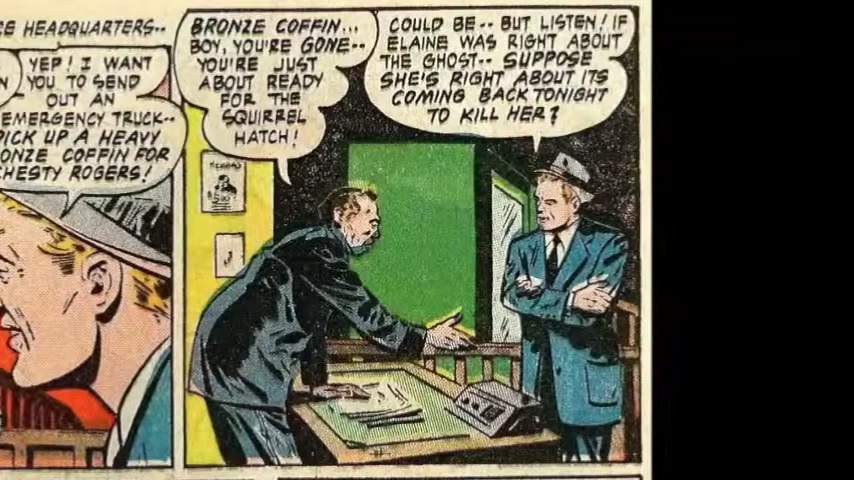 CE HEADQUARTERS--
YEP! I WANT
YOU TO SEND
OUT AN
EMERGENCY TRUCK--
PICK UP A HEAVY
BRONZE COFFIN FOR
CHESTY ROGERS!
BRONZE COFFIN...
BOY, YOU'RE GONE--
YOU'RE JUST
ABOUT READY
FOR THE
SQUIRREL
HATCH!
COULD BE-- BUT LISTEN! IF
ELAINE WAS RIGHT ABOUT
THE GHOST-- SUPPOSE
SHE'S RIGHT ABOUT ITS
COMING BACK TONIGHT
TO KILL HER?